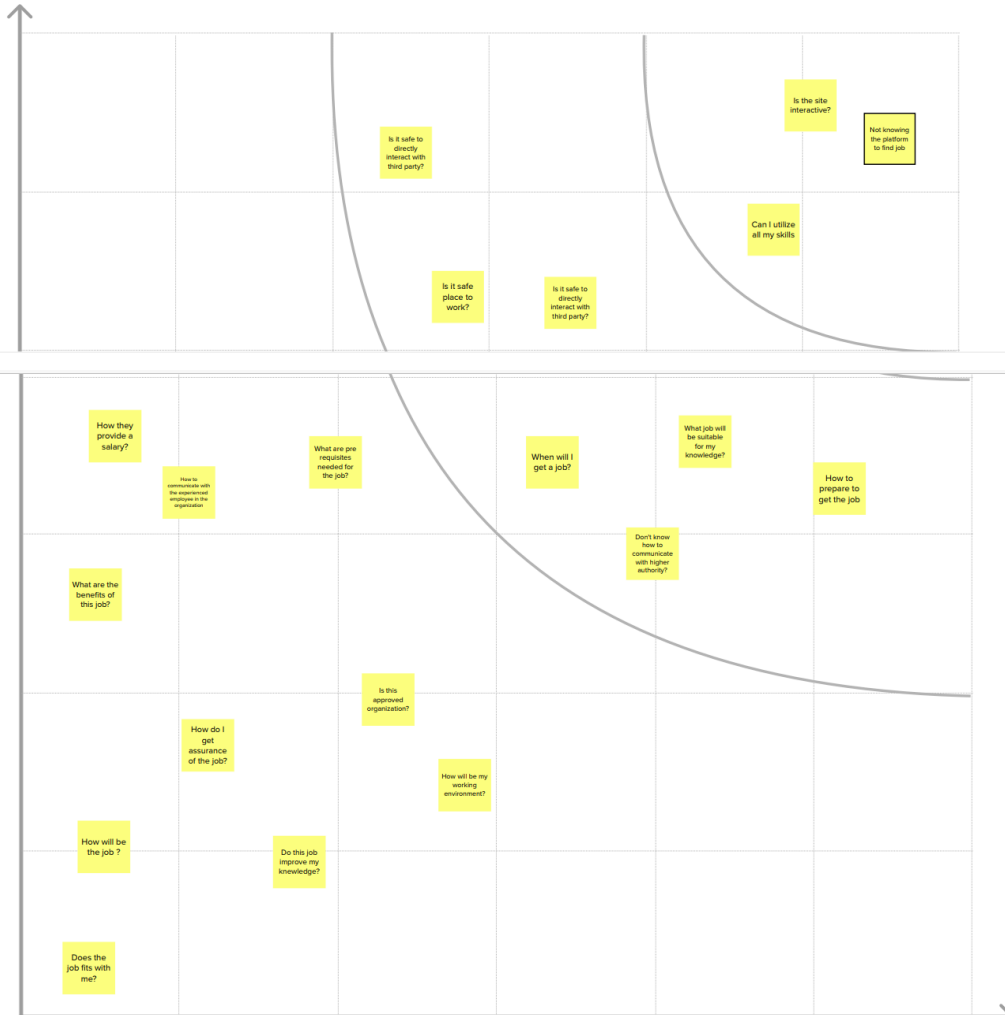 Is the site
interactive?
Not knowing
the platform
to find job
Is it safe to
directly
interact with
third party?
Can I utilize
all my skills
Is it safe
place to
work?
Is it safe to
directly
interact with
third party?
How they
provide a
salary?
How to
communicate with
the experienced
employee in the
organization
What are pre
requisites
needed for
the job?
When will I
get a job?
What job will
be suitable
for my
knowledge?
How to
prepare to
get the job
Don't know
how to
communicate
with higher
authority?
What are the
benefits of
this job?
Is this
approved
organization?
How do I
get
assurance
of the job?
How will be my
working
environment?
How will be
the job ?
Do this job
improve my
knewledge?
Does the
job fits with
me?